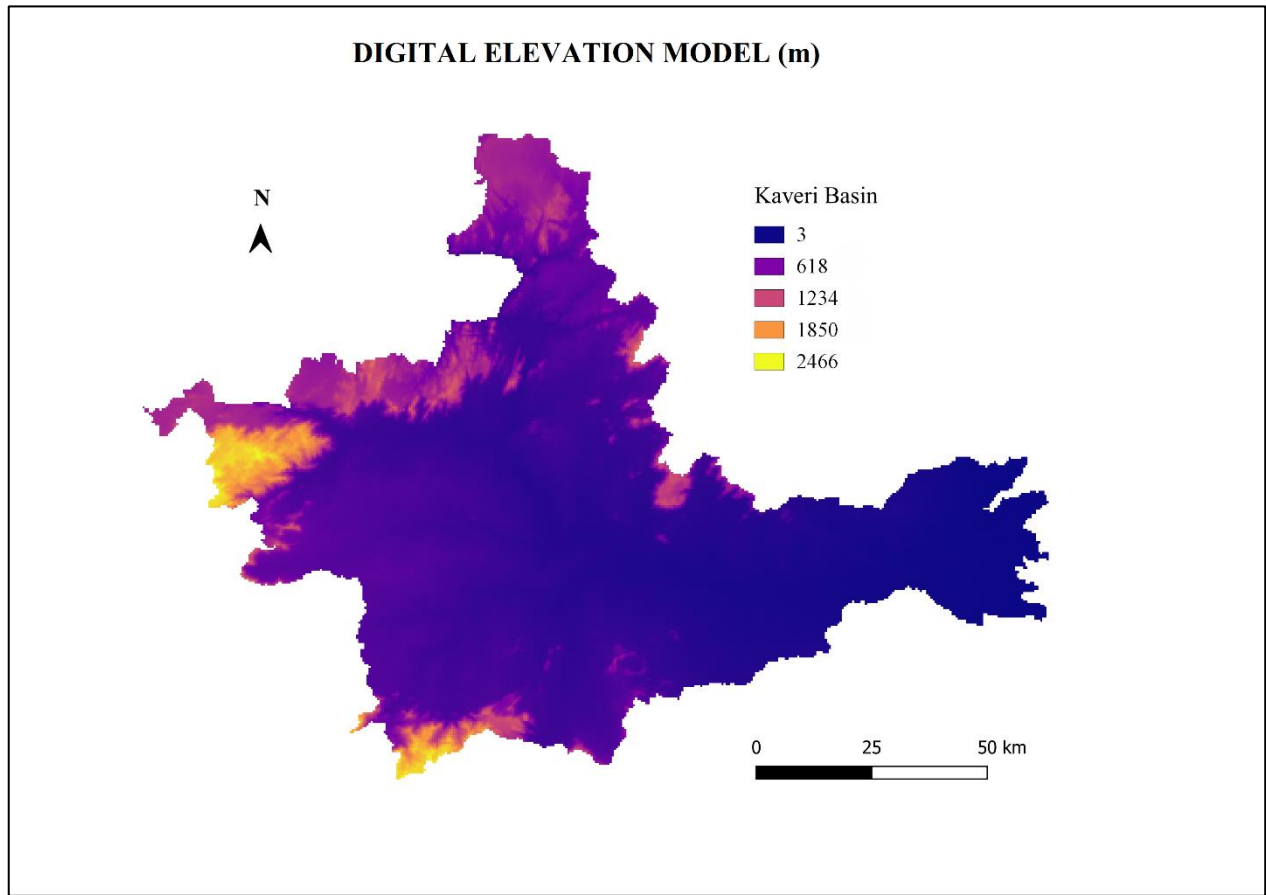 DIGITAL ELEVATION MODEL (m)
N
Kaveri Basin
3
618
1234
1850
2466
0 25 50 km